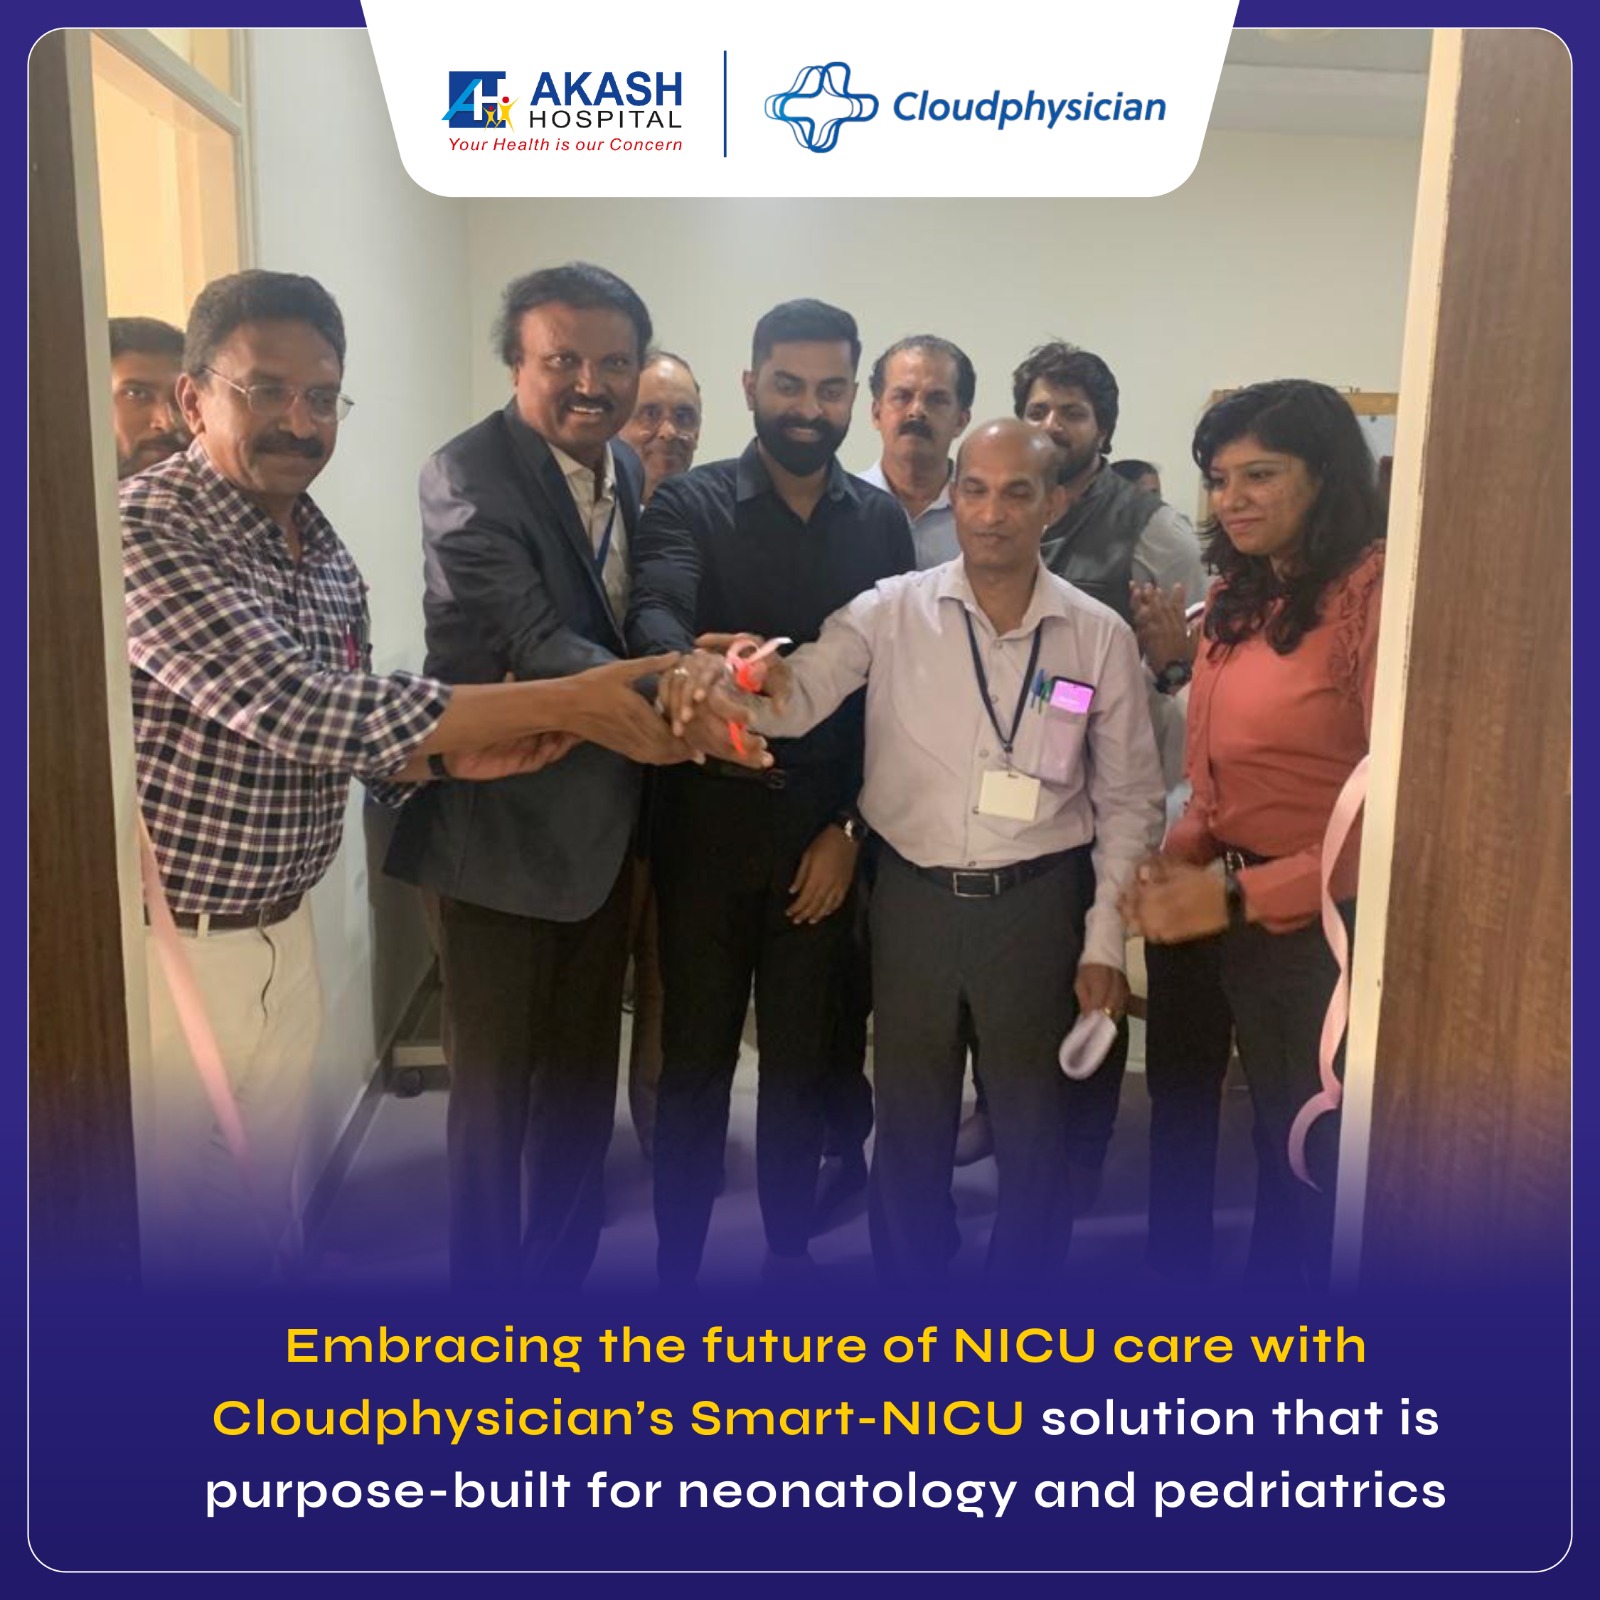 AKASH
HOSPITAL
Your Health is our Concern
Cloudphysician
Embracing the future of NICU care with
Cloudphysician's Smart-NICU solution that is
purpose-built for neonatology and pedriatrics